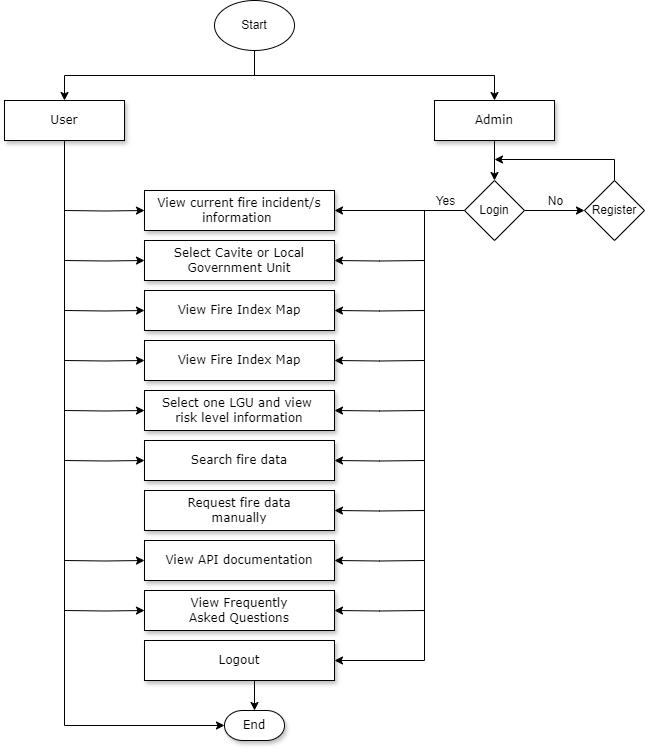 Start
User
Admin
View current fire incident/s
information
Yes
Login
No
Register
Select Cavite or Local
Government Unit
View Fire Index Map
View Fire Index Map
Select one LGU and view
risk level information
Search fire data
Request fire data
manually
View API documentation
View Frequently
Asked Questions
Logout
End